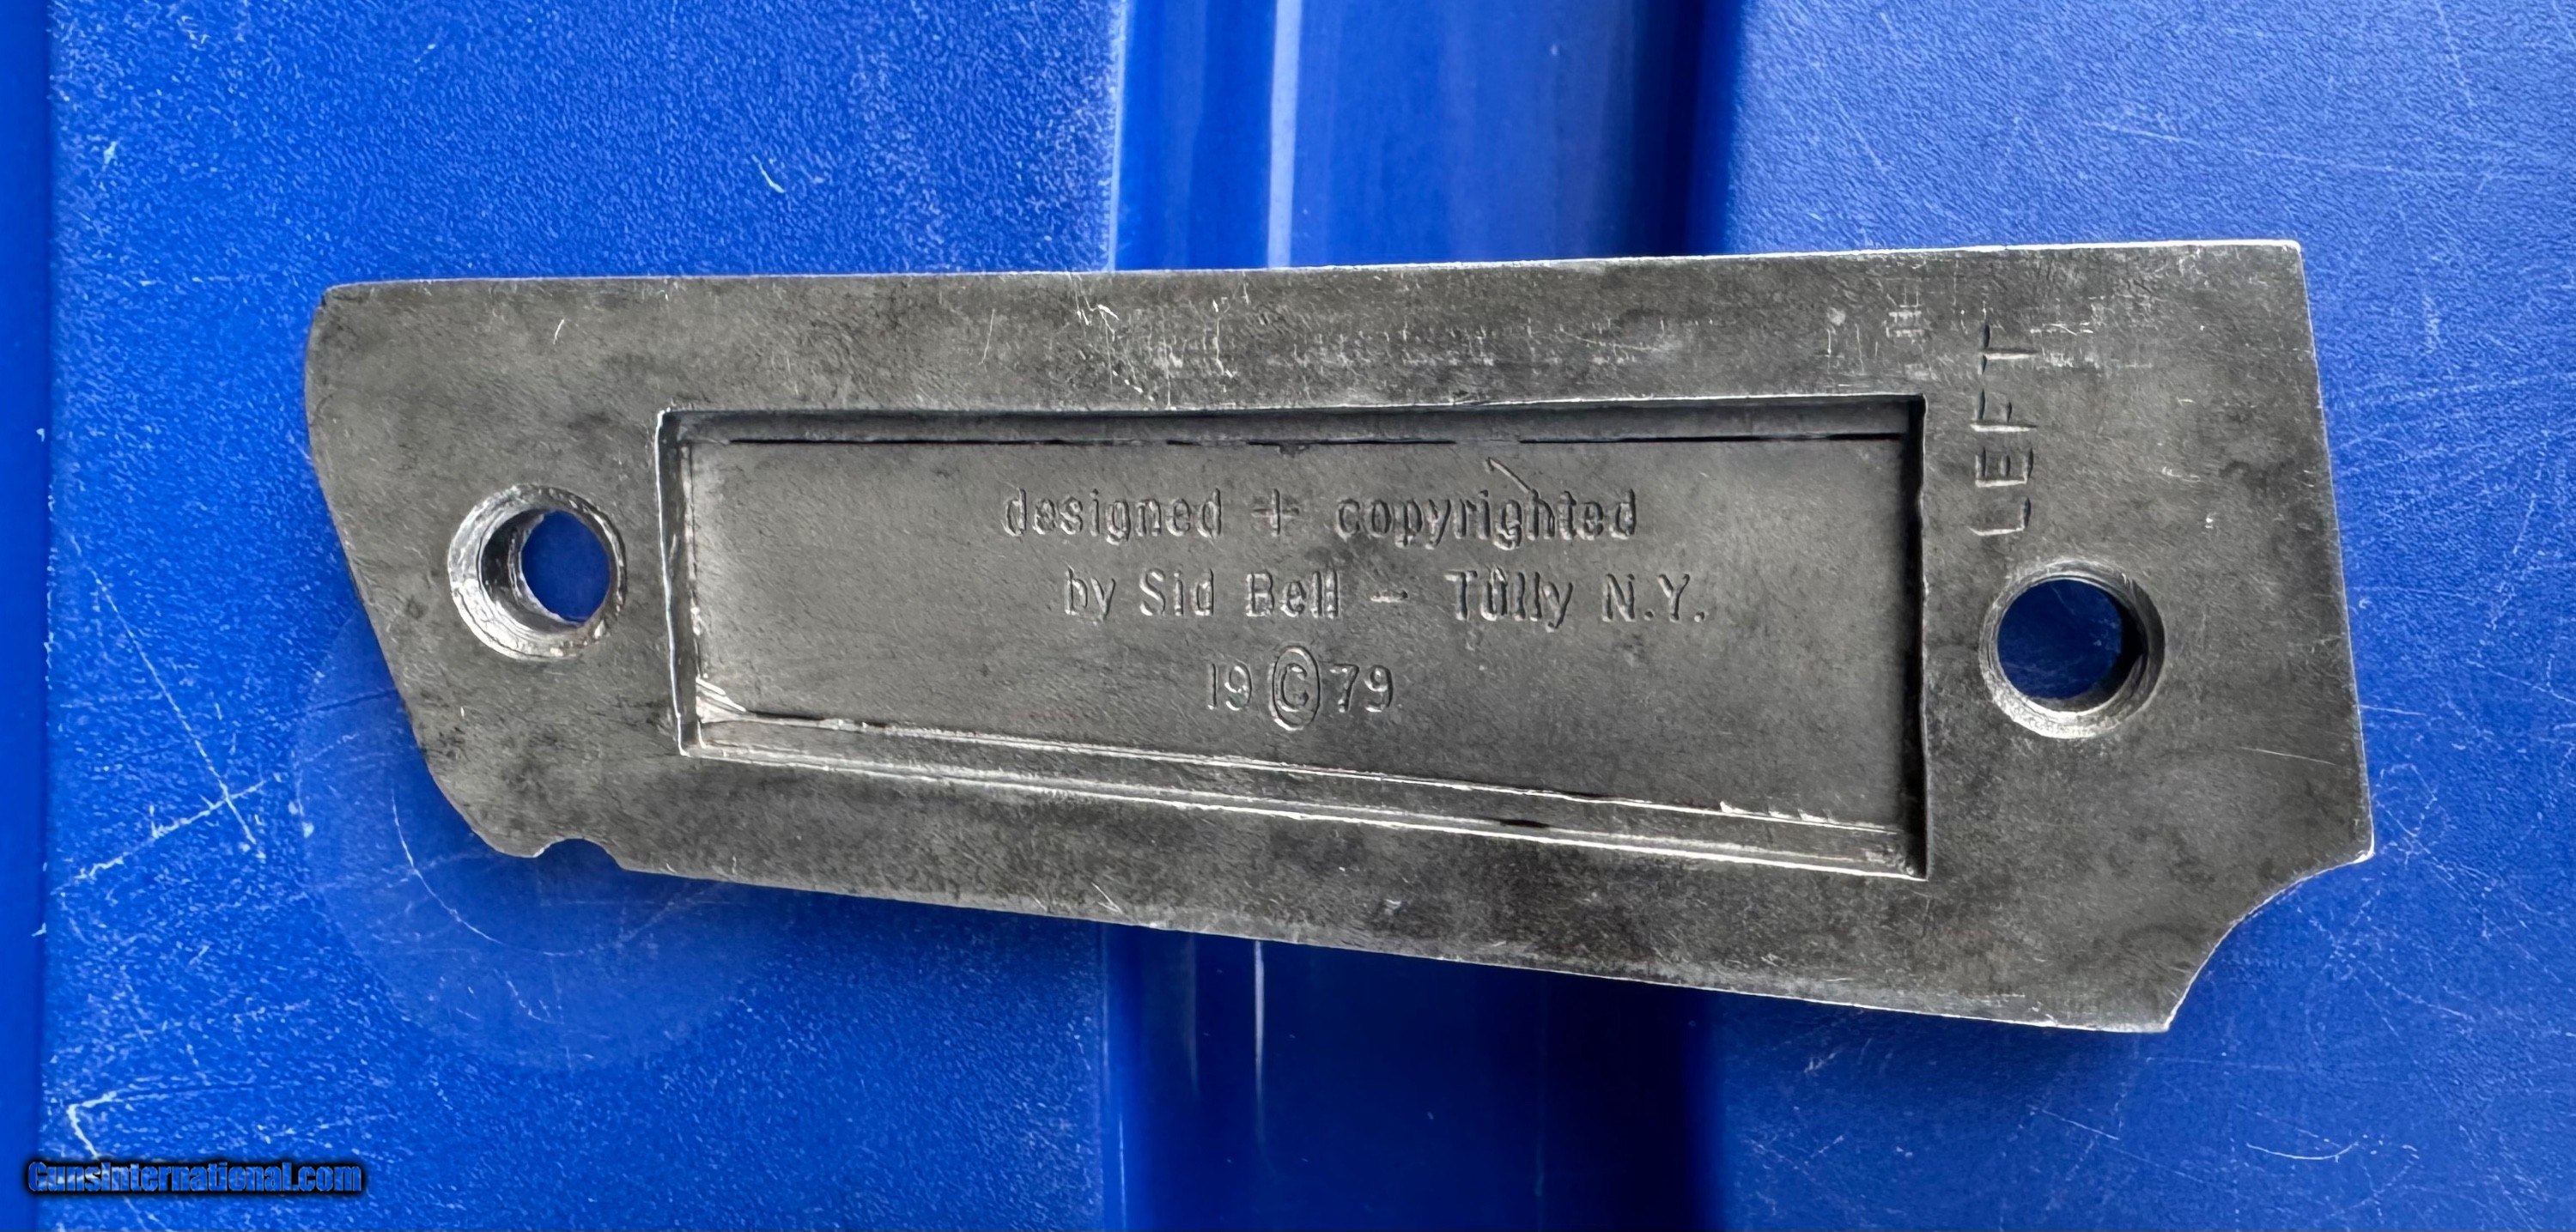 designed + copyrighted
by Sid Bell - Tully N.Y.
19©79
LEFT
GunsInternational.com